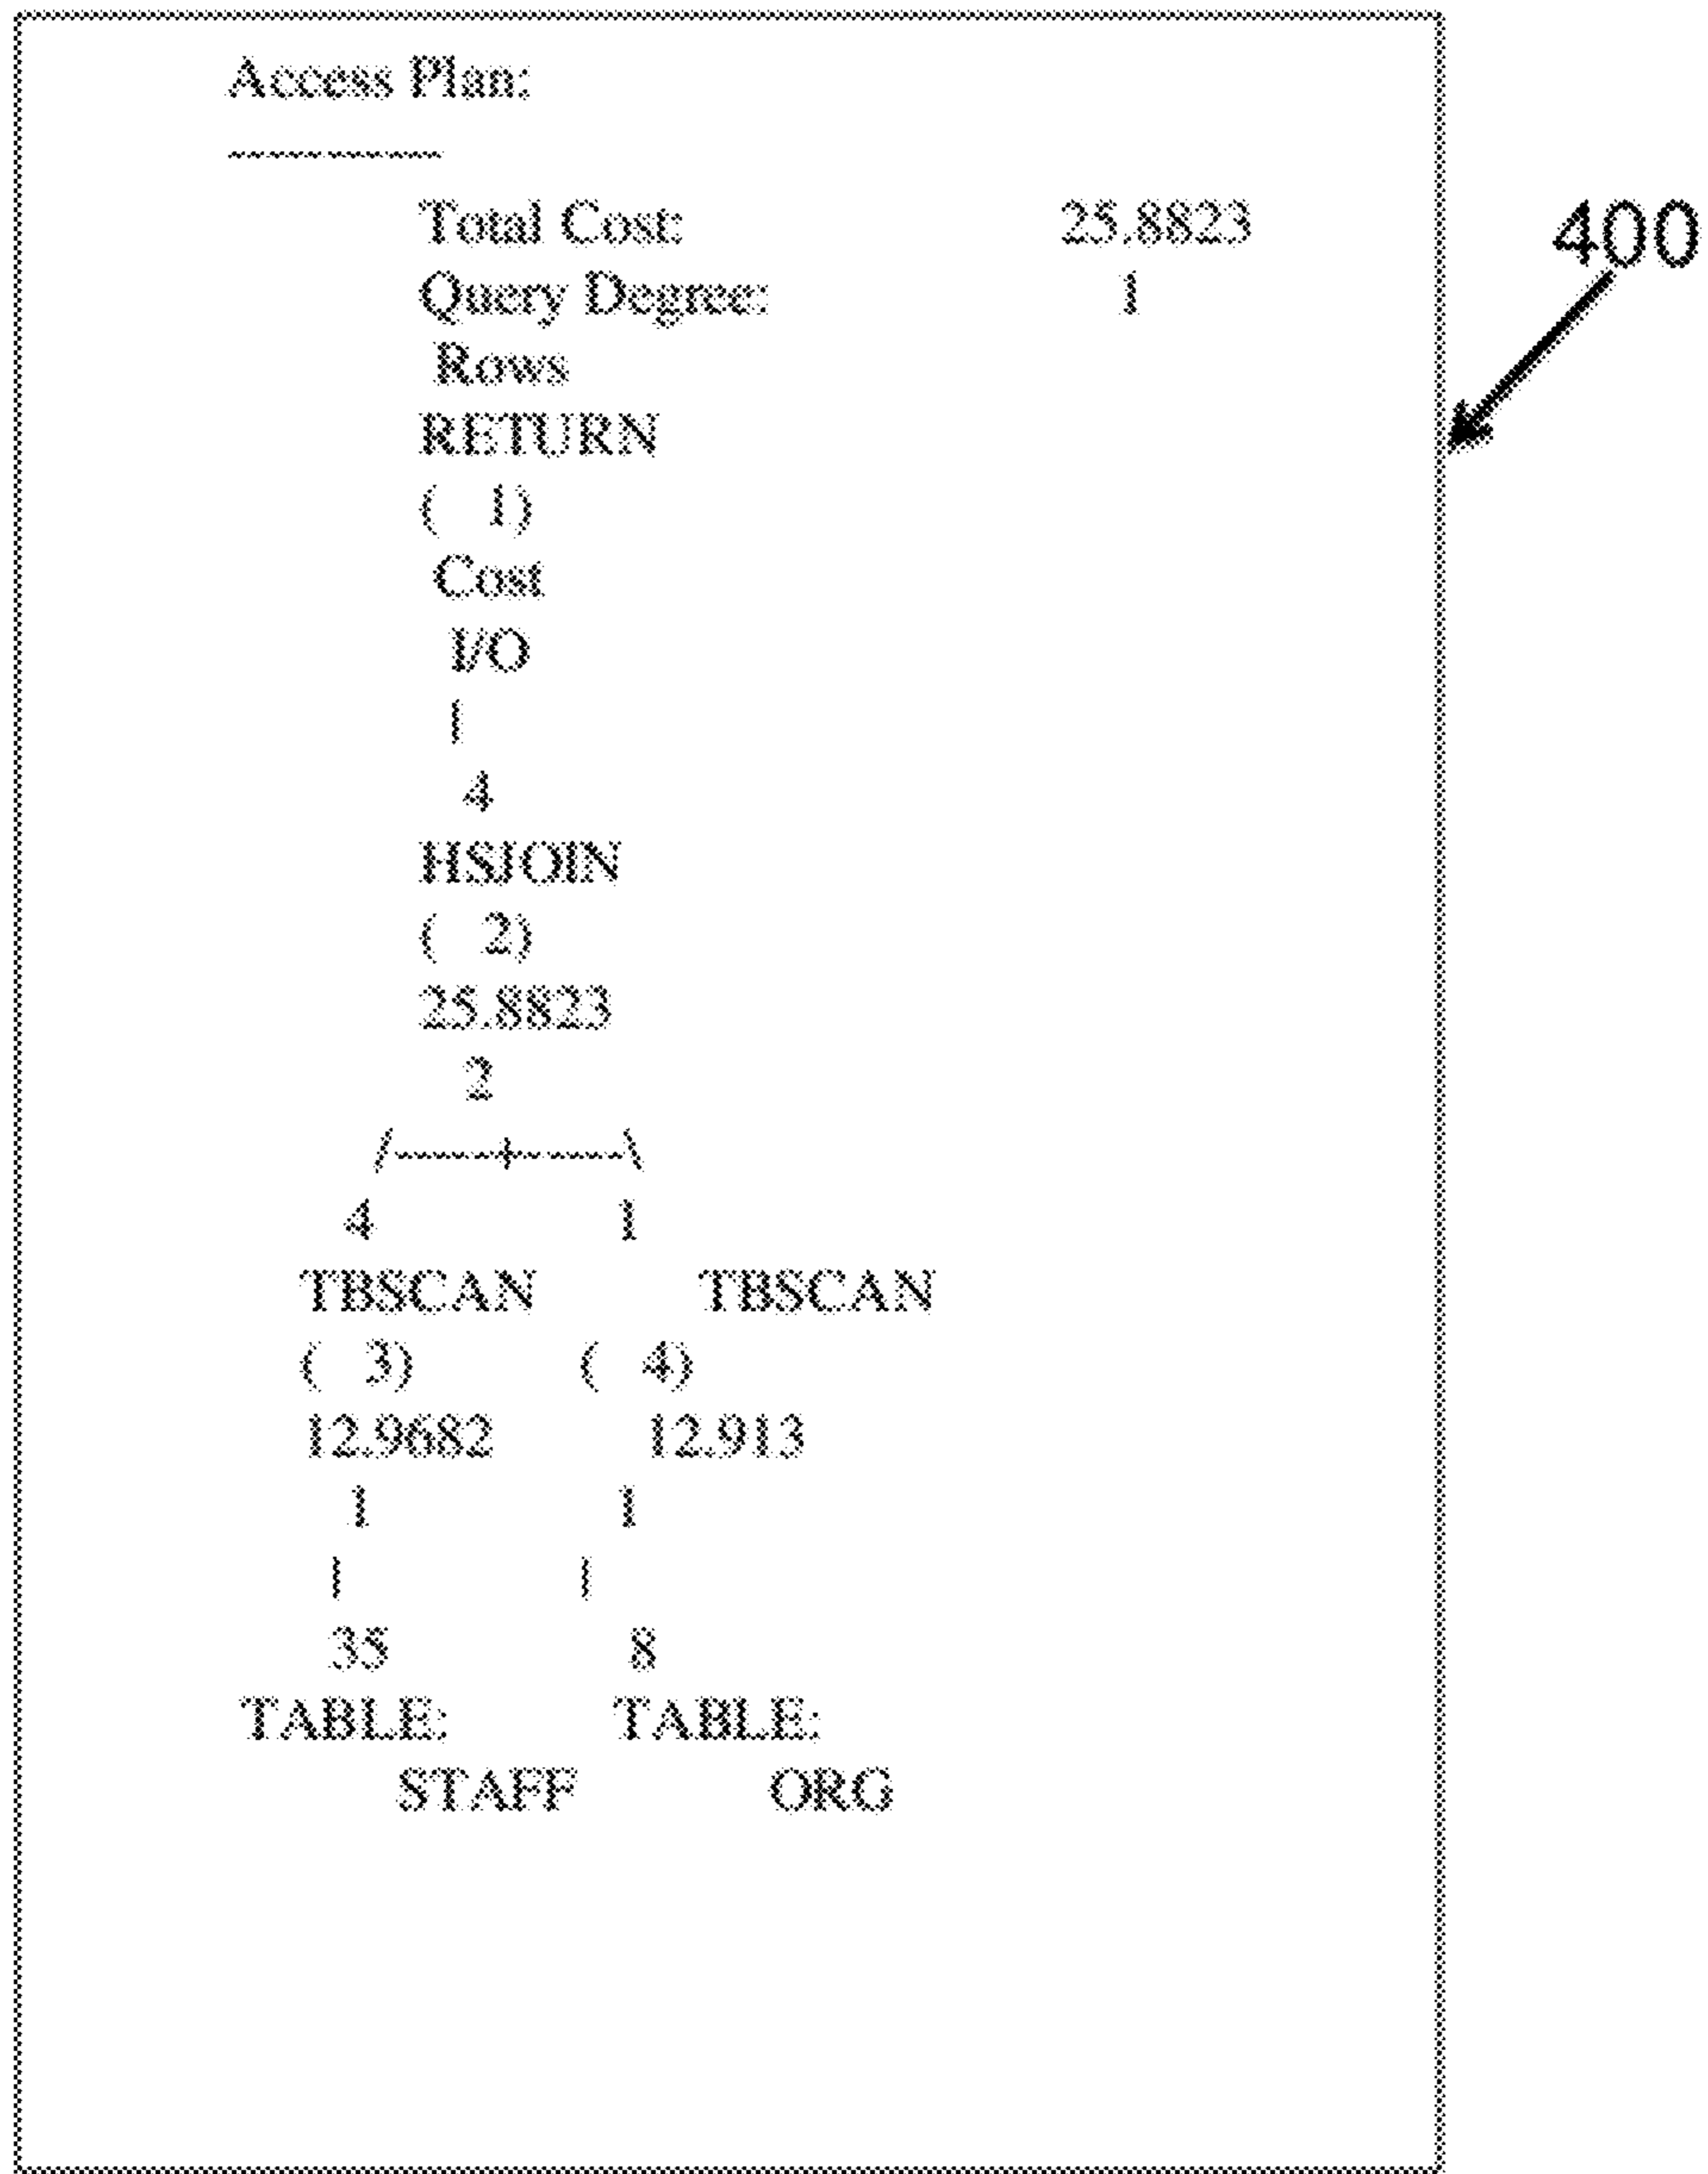 Access Plan:
---------------
Total Cost: 25.8823
400
Query Degree: 1
Rows
RETURN
( 1)
Cost
I/O
|
4
HSJOIN
( 2)
25.8823
2
/--------+--------\
4 1
TBSCAN TBSCAN
( 3) ( 4)
12.9682 12.913
1 1
| |
35 8
TABLE: TABLE:
STAFF ORG